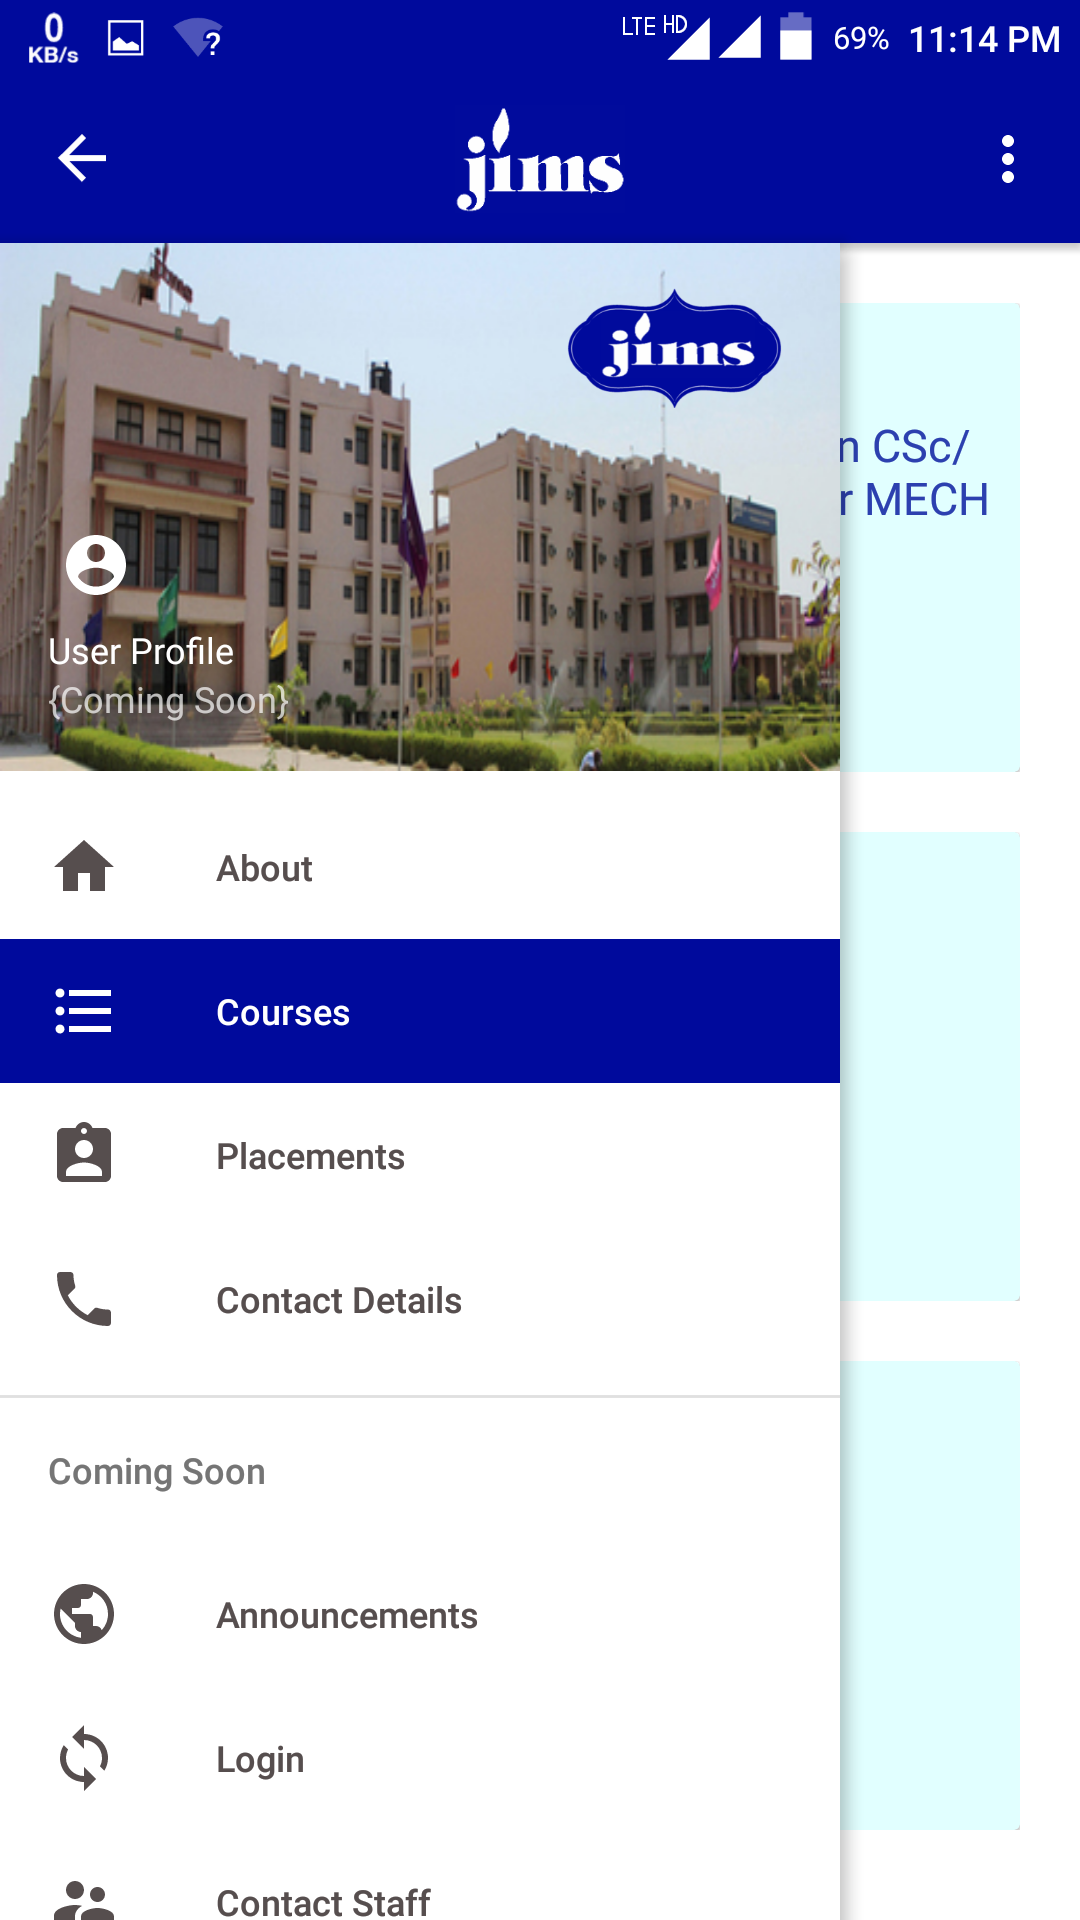 0
KB/s
?
LTE HD
69%
11:14 PM
jims
jims
jims
n CSc/
r MECH
User Profile
{Coming Soon}
About
Courses
Placements
Contact Details
Coming Soon
Announcements
Login
Contact Staff